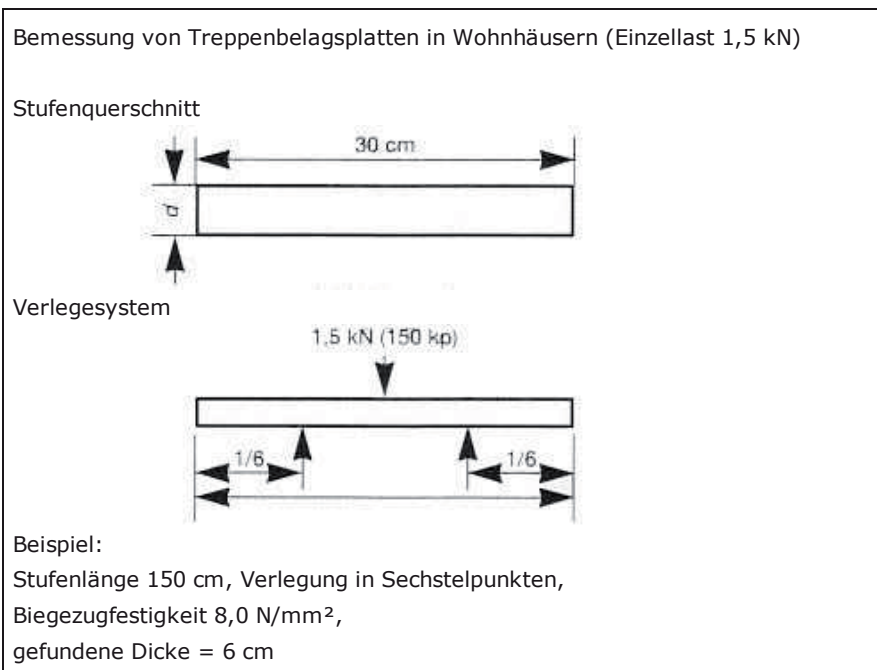 Bemessung von Treppenbelagsplatten in Wohnhäusern (Einzellast 1,5 kN)
Stufenquerschnitt
30 cm
d
Verlegesystem
1,5 kN (150 kp)
1/6 1/6
Beispiel:
Stufenlänge 150 cm, Verlegung in Sechstelpunkten,
Biegezugfestigkeit 8,0 N/mm²,
gefundene Dicke = 6 cm